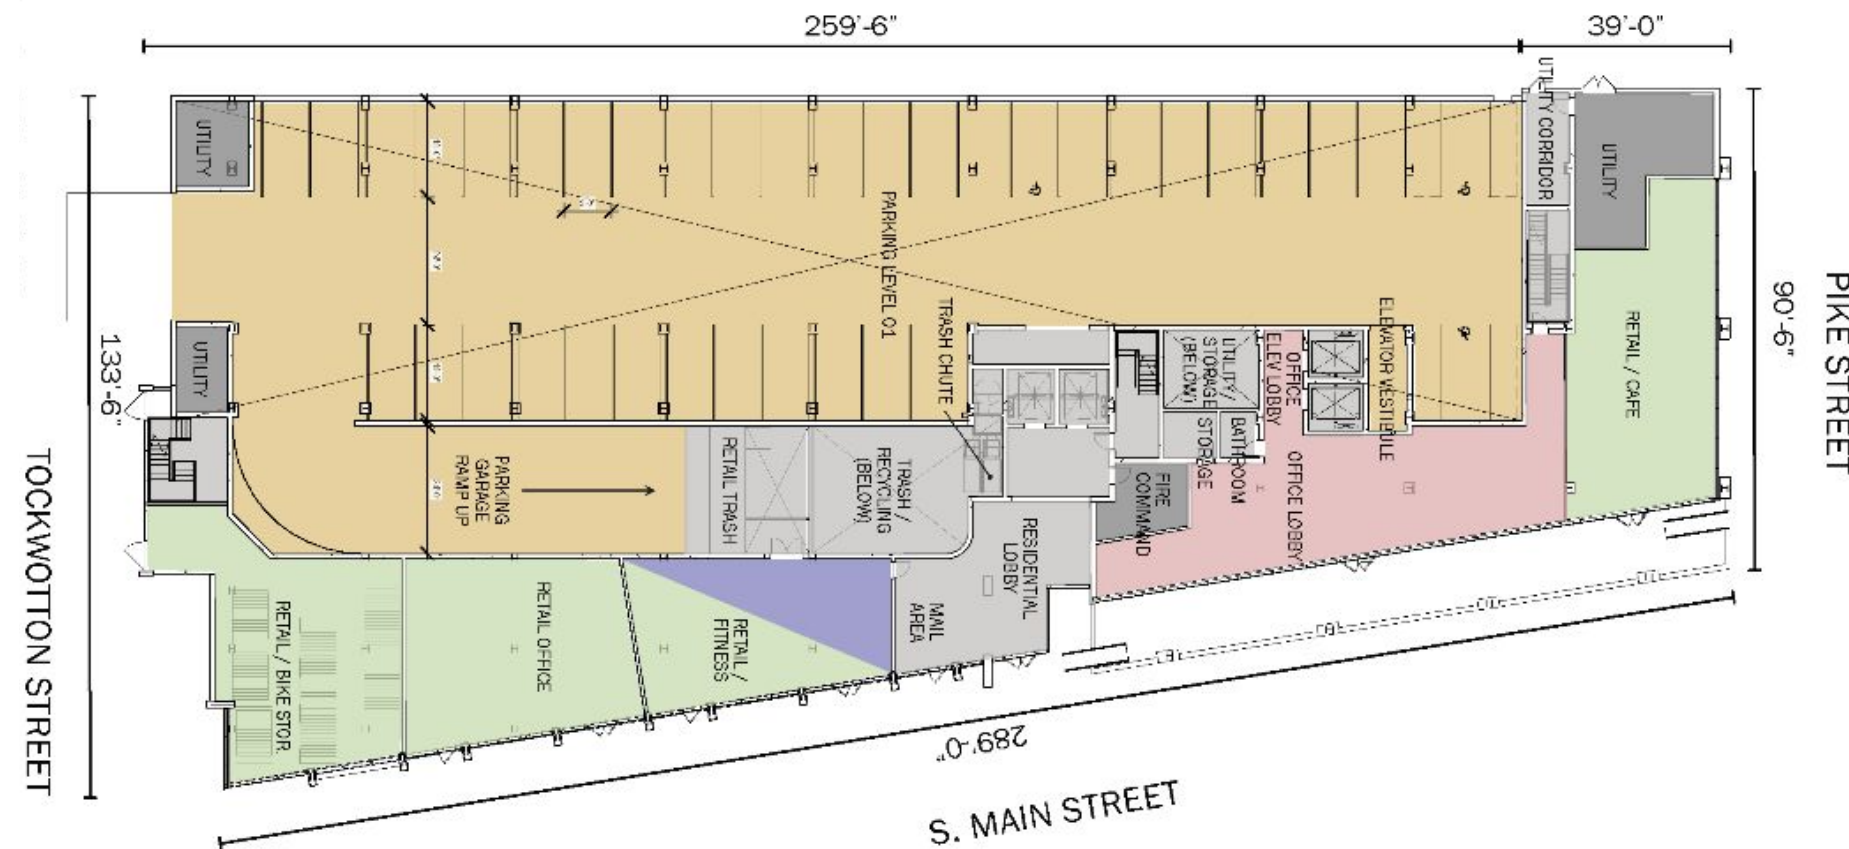 259'-6"
39'-0"
UTILITY CORRIDOR
UTILITY
UTILITY
PIKE STREET
90'-6"
PARKING LEVEL 01
RETAIL / CAFE
TRASH CHUTE
ELEVATOR VESTIBULE
UTILITY/
STORAGE
(BELOW)
OFFICE
ELEV LOBBY
UTILITY
133'-6"
STORAGE
BATHROOM
OFFICE LOBBY
PARKING
GARAGE
RAMP UP
RETAIL TRASH
TRASH /
RECYCLING
(BELOW)
FIRE
COMMAND
RESIDENTIAL
LOBBY
MAIL
AREA
RETAIL / BIKE STOR.
RETAIL OFFICE
RETAIL /
FITNESS
TOCKWOTTON STREET
289'-0"
S. MAIN STREET